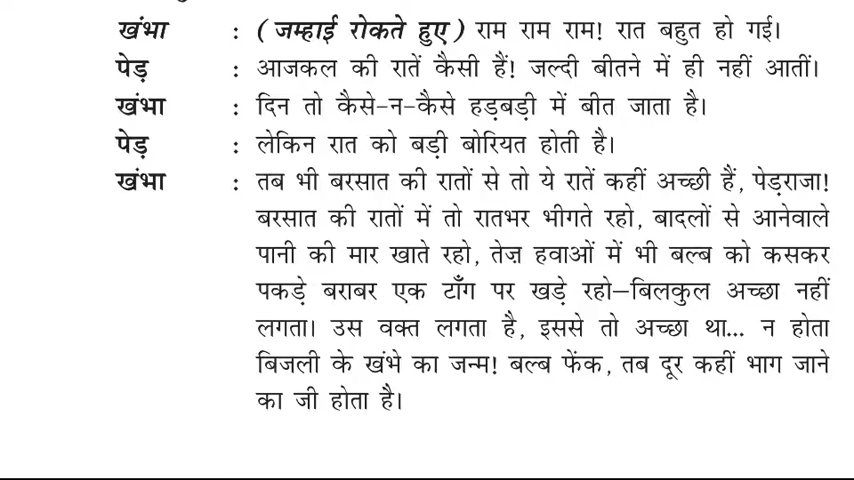 खंभा : (जम्हाई रोकते हुए) राम राम राम! रात बहुत हो गई।
पेड़ : आजकल की रातें कैसी हैं! जल्दी बीतने में ही नहीं आतीं।
खंभा : दिन तो कैसे-न-कैसे हड़बड़ी में बीत जाता है।
पेड़ : लेकिन रात को बड़ी बोरियत होती है।
खंभा : तब भी बरसात की रातों से तो ये रातें कहीं अच्छी हैं, पेड़राजा!
बरसात की रातों में तो रातभर भीगते रहो, बादलों से आनेवाले
पानी की मार खाते रहो, तेज़ हवाओं में भी बल्ब को कसकर
पकड़े बराबर एक टाँग पर खड़े रहो—बिलकुल अच्छा नहीं
लगता। उस वक्त लगता है, इससे तो अच्छा था... न होता
बिजली के खंभे का जन्म! बल्ब फेंक, तब दूर कहीं भाग जाने
का जी होता है।